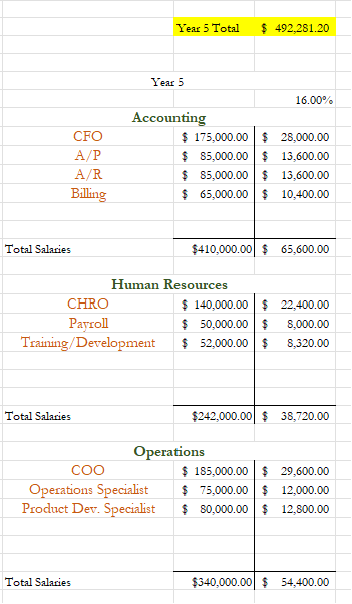 Year 5 Total $ 492,281.20
Year 5
16.00%
Accounting
CFO $ 175,000.00 $ 28,000.00
A/P $ 85,000.00 $ 13,600.00
A/R $ 85,000.00 $ 13,600.00
Billing $ 65,000.00 $ 10,400.00
Total Salaries $410,000.00 $ 65,600.00
Human Resources
CHRO $ 140,000.00 $ 22,400.00
Payroll $ 50,000.00 $ 8,000.00
Training/Development $ 52,000.00 $ 8,320.00
Total Salaries $242,000.00 $ 38,720.00
Operations
COO $ 185,000.00 $ 29,600.00
Operations Specialist $ 75,000.00 $ 12,000.00
Product Dev. Specialist $ 80,000.00 $ 12,800.00
Total Salaries $340,000.00 $ 54,400.00